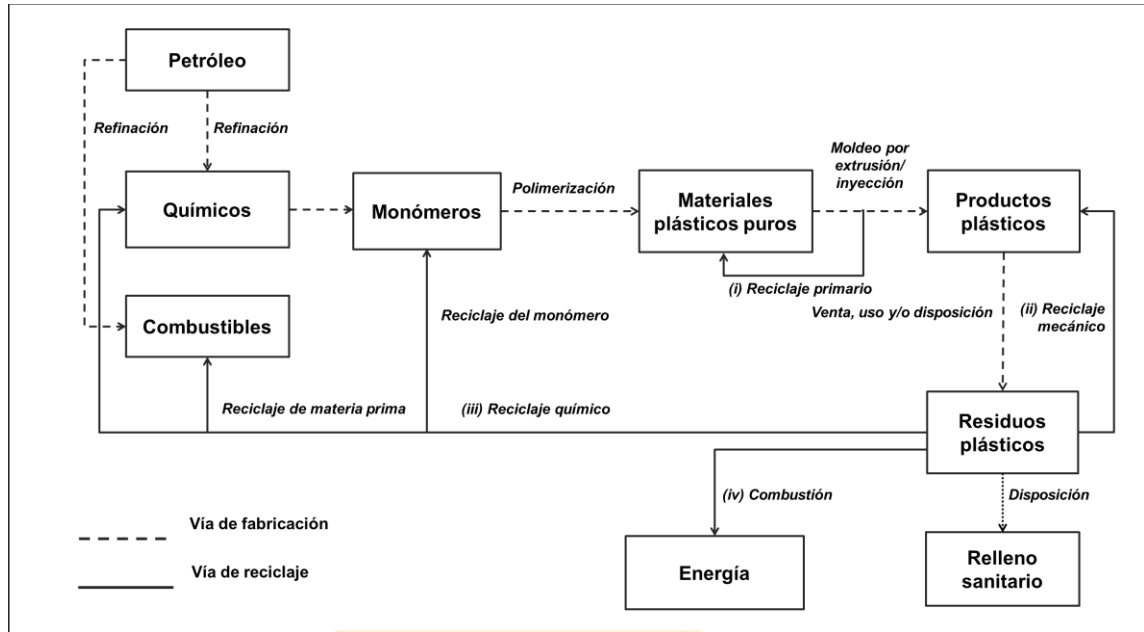 Petróleo
Refinación
Refinación
Moldeo por
extrusión/
inyección
Químicos
Monómeros
Polimerización
Materiales
plásticos puros
Productos
plásticos
(i) Reciclaje primario
Venta, uso y/o disposición
(ii) Reciclaje
mecánico
Combustibles
Reciclaje del monómero
Reciclaje de materia prima
(iii) Reciclaje químico
Residuos
plásticos
(iv) Combustión
Disposición
Energía
Relleno
sanitario
Vía de fabricación
Vía de reciclaje